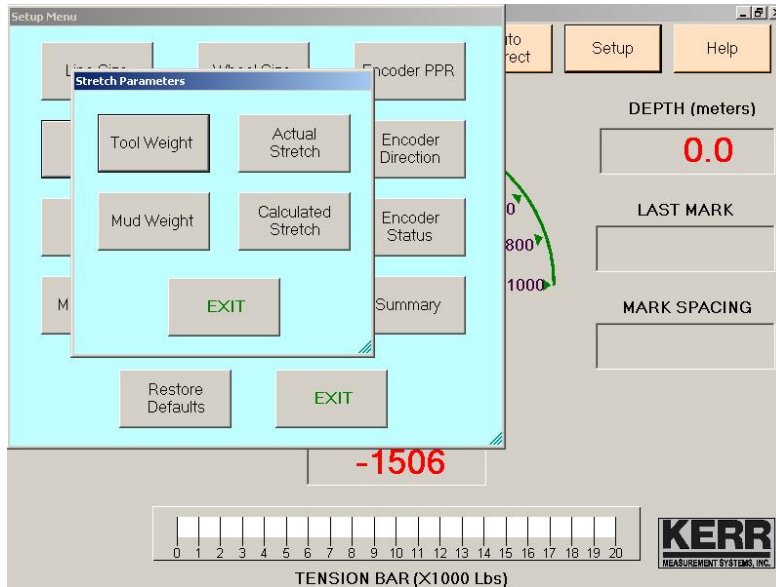 Setup Menu
Encoder PPR
Stretch Parameters
Tool Weight
Actual
Stretch
Encoder
Direction
Mud Weight
Calculated
Stretch
Encoder
Status
EXIT
M
Summary
Restore
Defaults
EXIT
Setup
Help
DEPTH (meters)
0.0
LAST MARK
800
1000
MARK SPACING
-1506
0 1 2 3 4 5 6 7 8 9 10 11 12 13 14 15 16 17 18 19 20
TENSION BAR (X1000 Lbs)
KERR
MEASUREMENT SYSTEMS, INC.